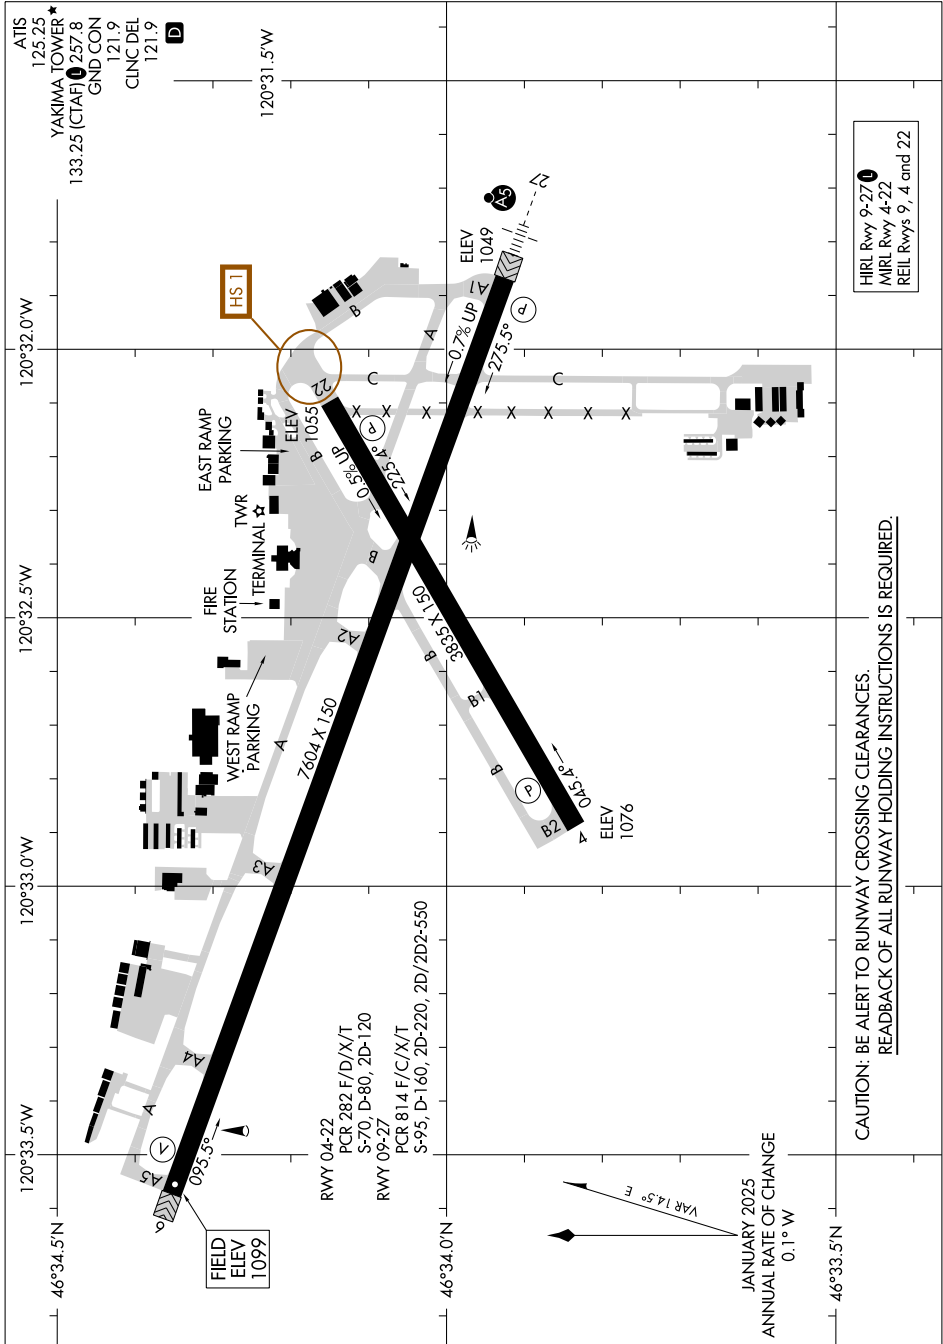 ATIS
125.25
YAKIMA TOWER
133.25 (CTAF) L 257.8
GND CON
121.9
CLNC DEL
121.9
D
120°31.5'W
120°32.0'W
120°32.5'W
120°33.0'W
120°33.5'W
46°34.5'N
46°34.0'N
46°33.5'N
HS 1
B
A1
A
C
C
ELEV
1049
A5
27
0.7% UP
275.5°
P
22
ELEV
1055
P
0.5% UP
225.4°
B
X X X X X X X X
EAST RAMP
PARKING
TWR
TERMINAL
FIRE
STATION
WEST RAMP
PARKING
B
A2
A
7604 X 150
3835 X 150
B
B1
B
B2
P
045.4°
4
ELEV
1076
A3
A4
A
A5
V
095.5°
9
FIELD
ELEV
1099
RWY 04-22
PCR 282 F/D/X/T
S-70, D-80, 2D-120
RWY 09-27
PCR 814 F/C/X/T
S-95, D-160, 2D-220, 2D/2D2-550
VAR 14.5° E
JANUARY 2025
ANNUAL RATE OF CHANGE
0.1° W
HIRL Rwy 9-27 L
MIRL Rwy 4-22
REIL Rwys 9, 4 and 22
CAUTION: BE ALERT TO RUNWAY CROSSING CLEARANCES.
READBACK OF ALL RUNWAY HOLDING INSTRUCTIONS IS REQUIRED.